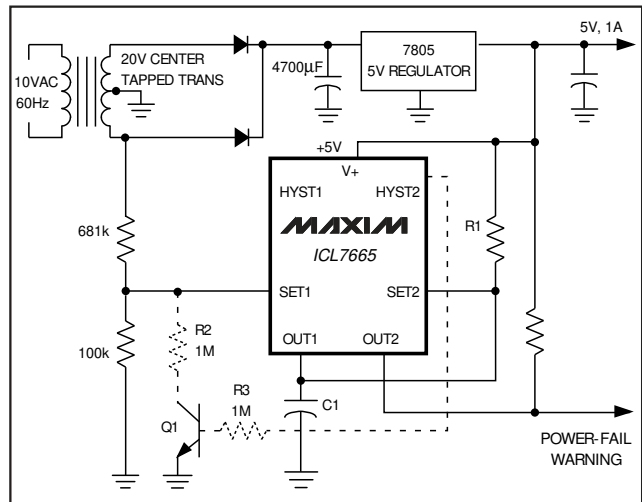 5V, 1A
20V CENTER
TAPPED TRANS
10VAC
60Hz
4700µF
7805
5V REGULATOR
+5V
V+
HYST1
HYST2
MAXIM
ICL7665
R1
681k
SET1
SET2
R2
1M
OUT1
OUT2
100k
R3
1M
C1
Q1
POWER-FAIL
WARNING